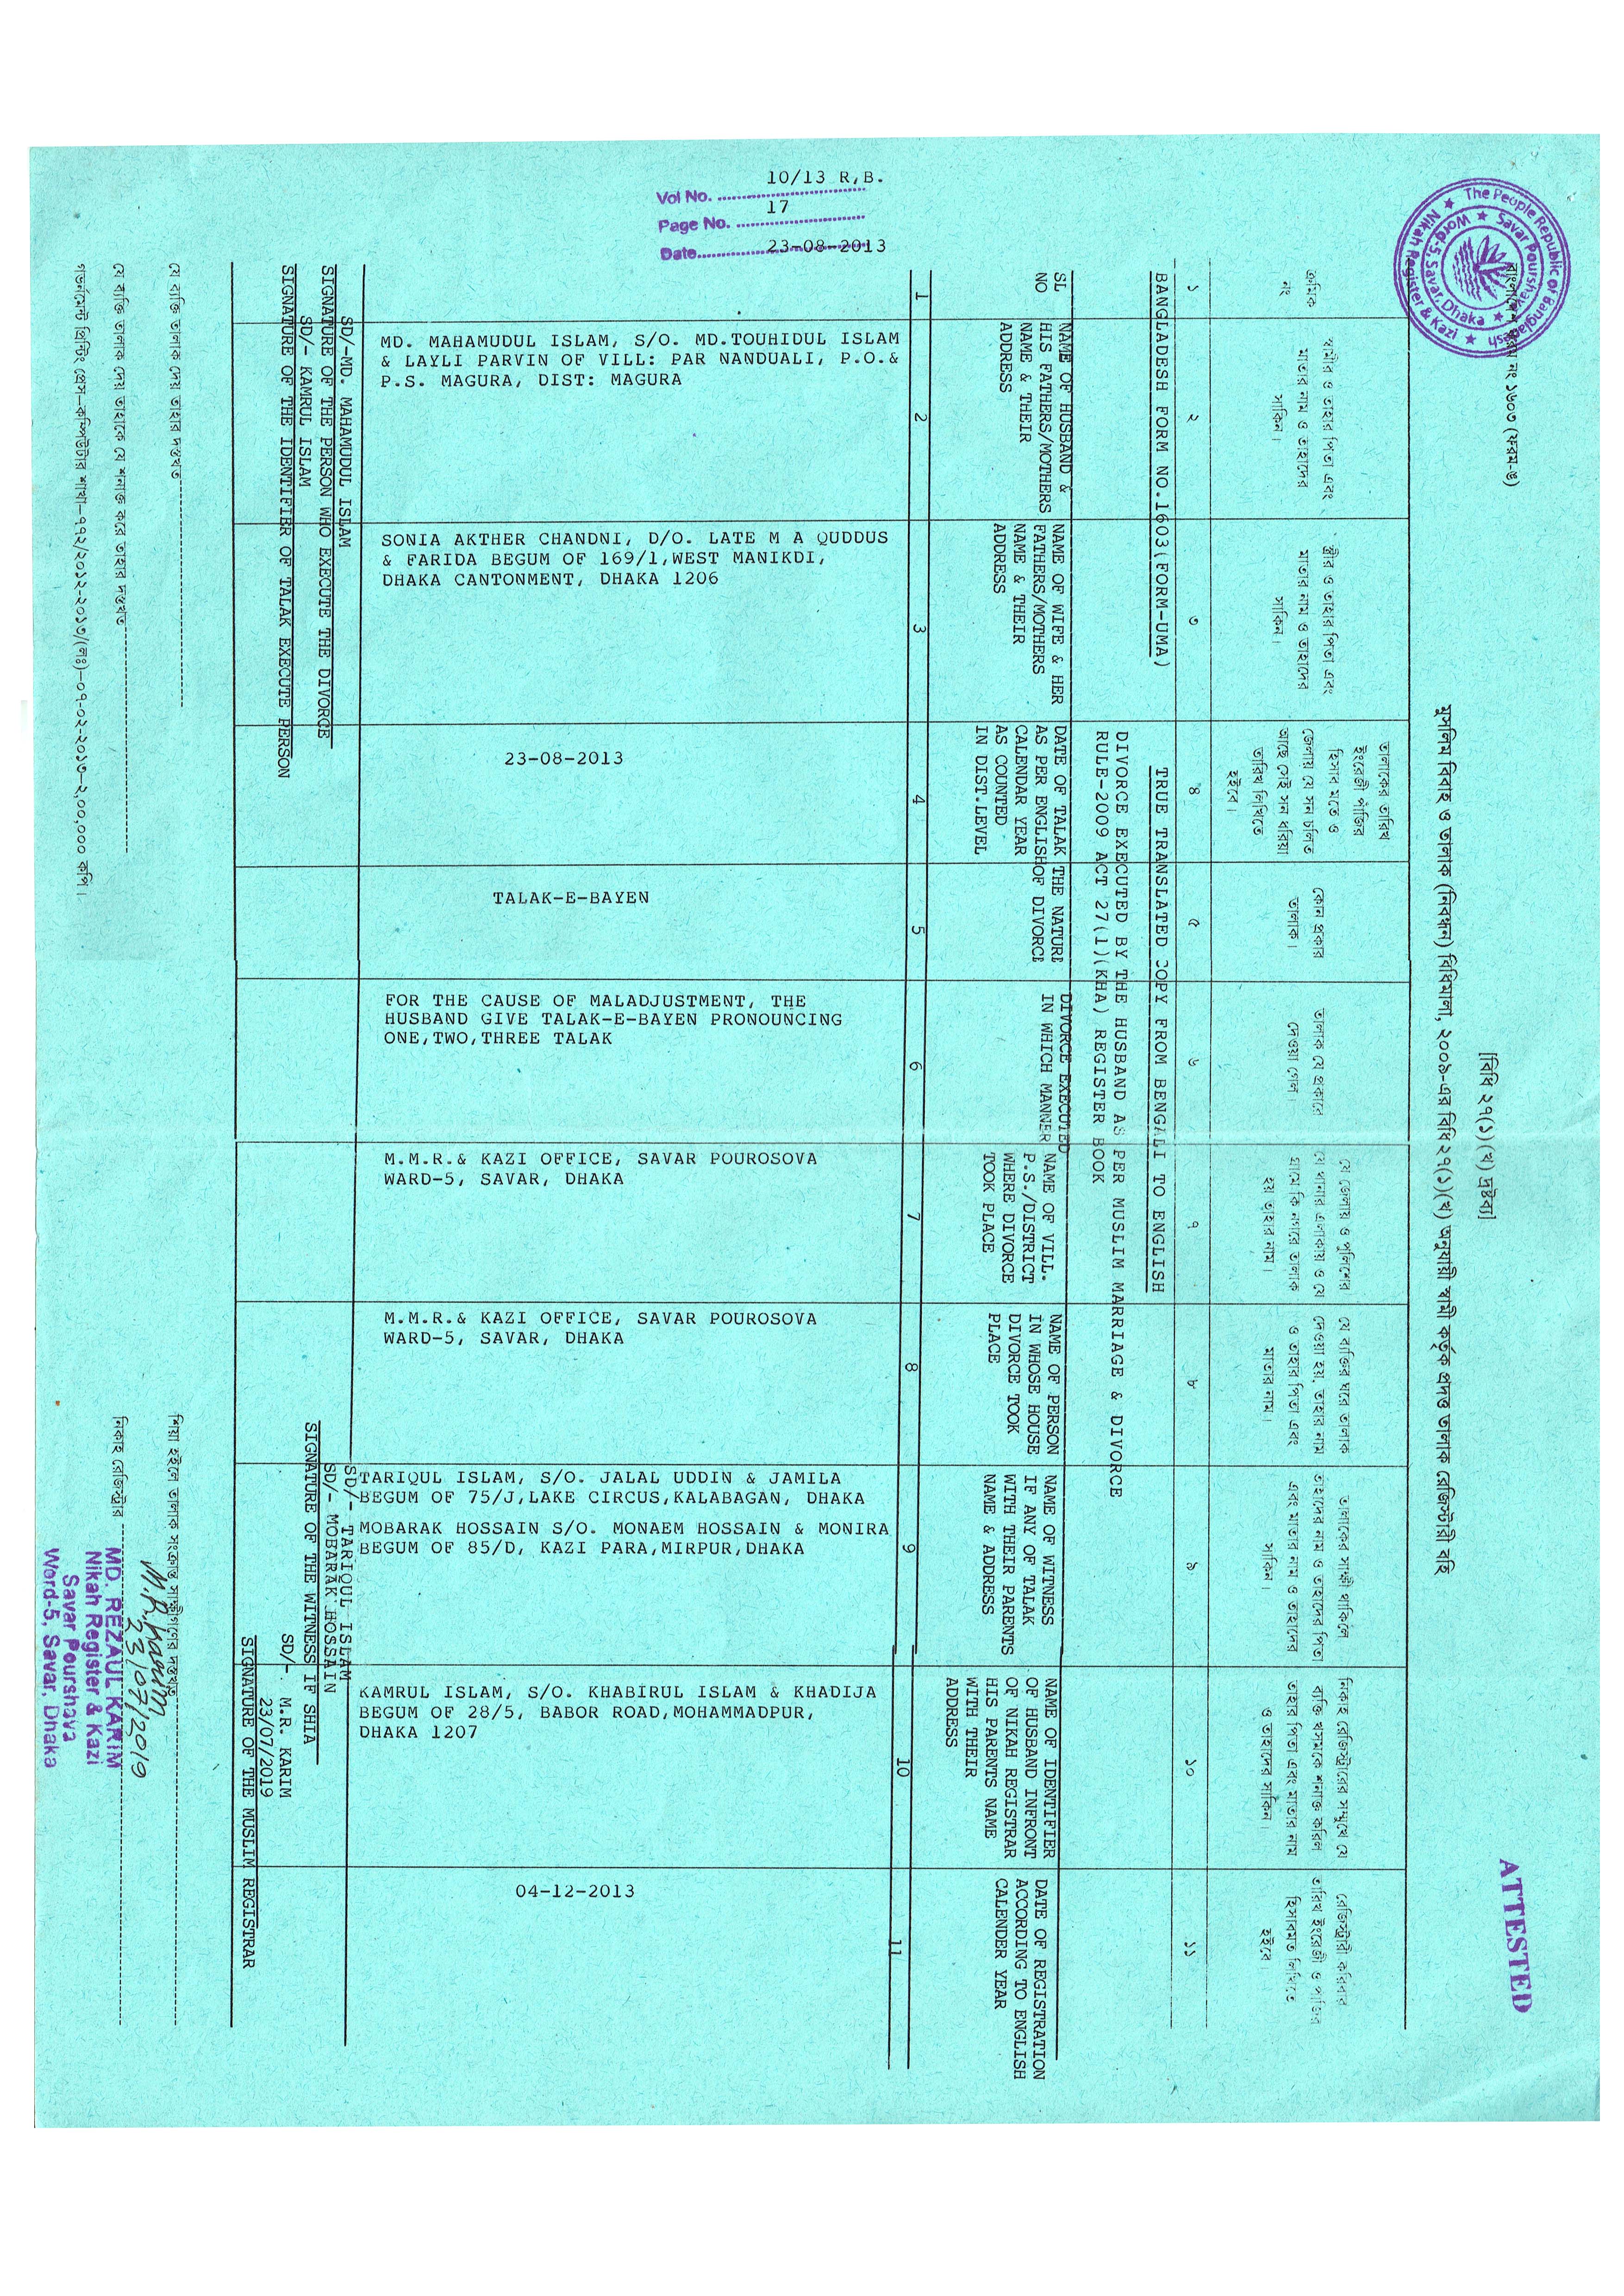 10/13 R.B.
Vol No.
17
Page No.
23-08-2013
Date
The People Republic of Bangladesh
Nikah Register & Kazi
Savar Pourshava
Word-5, Savar, Dhaka
বাংলাদেশ ফরম নং ১৬০৩ (ফরম-ঙ)
ATTESTED
[বিধি ২৭(১)(খ) দ্রষ্টব্য]
মুসলিম বিবাহ ও তালাক (নিবন্ধন) বিধিমালা, ২০০৯-এর বিধি ২৭(১)(খ) অনুযায়ী স্বামী কর্তৃক প্রদত্ত তালাক রেজিস্টারী বহি
ক্রমিক
নং
স্বামীর ও তাহার পিতা এবং
মাতার নাম ও তাহাদের
সাকিন।
স্ত্রীর ও তাহার পিতা এবং
মাতার নাম ও তাহাদের
সাকিন।
তালাকের তারিখ
ইংরেজী পঞ্জির
হিসাব মতে ও
জেলায় যে সন চলিত
আছে সেই সন ধরিয়া
তারিখ লিখিতে
হইবে।
কোন প্রকার
তালাক।
তালাক যে প্রকারে
দেওয়া গেল।
যে জেলায় ও পুলিশের
যে থানার এলাকায় ও যে
গ্রামে কি নগরে তালাক
হয় তাহার নাম।
যে ব্যক্তির ঘরে তালাক
দেওয়া হয়, তাহার নাম
ও তাহার পিতা এবং
মাতার নাম।
তালাকের সাক্ষী থাকিলে
তাহাদের নাম ও তাহাদের পিতা
এবং মাতার নাম ও তাহাদের
সাকিন।
নিকাহ রেজিস্ট্রারের সম্মুখে যে
ব্যক্তি খসমকে শনাক্ত করিল
তাহার পিতা এবং মাতার নাম
ও তাহাদের সাকিন।
রেজিস্টারী করিবার
তারিখ ইংরেজী ও পঞ্জির
হিসাবমত লিখিতে
হইবে
১ ২ ৩ ৪ ৫ ৬ ৭ ৮ ৯ ১০ ১১
BANGLADESH FORM NO.1603(FORM-UMA)
TRUE TRANSLATED COPY FROM BENGALI TO ENGLISH
DIVORCE EXECUTED BY THE HUSBAND AS PER MUSLIM MARRIAGE & DIVORCE
RULE-2009 ACT 27(1)(KHA) REGISTER BOOK
SL
NO
NAME OF HUSBAND &
HIS FATHERS/MOTHERS
NAME & THEIR
ADDRESS
NAME OF WIFE & HER
FATHERS/MOTHERS
NAME & THEIR
ADDRESS
DATE OF TALAK
AS PER ENGLISH
CALENDAR YEAR
AS COUNTED
IN DIST.LEVEL
THE NATURE
OF DIVORCE
DIVORCE EXECUTED
IN WHICH MANNER
NAME OF VILL.
P.S./DISTRICT
WHERE DIVORCE
TOOK PLACE
NAME OF PERSON
IN WHOSE HOUSE
DIVORCE TOOK
PLACE
NAME OF WITNESS
IF ANY OF TALAK
WITH THEIR PARENTS
NAME & ADDRESS
NAME OF IDENTIFIER
OF HUSBAND INFRONT
OF NIKAH REGISTRAR
HIS PARENTS NAME
WITH THEIR
ADDRESS
DATE OF REGISTRATION
ACCORDING TO ENGLISH
CALENDER YEAR
1 2 3 4 5 6 7 8 9 10 11
MD. MAHAMUDUL ISLAM, S/O. MD.TOUHIDUL ISLAM
& LAYLI PARVIN OF VILL: PAR NANDUALI, P.O.&
P.S. MAGURA, DIST: MAGURA
SONIA AKTHER CHANDNI, D/O. LATE M A QUDDUS
& FARIDA BEGUM OF 169/1,WEST MANIKDI,
DHAKA CANTONMENT, DHAKA 1206
23-08-2013
TALAK-E-BAYEN
FOR THE CAUSE OF MALADJUSTMENT, THE
HUSBAND GIVE TALAK-E-BAYEN PRONOUNCING
ONE,TWO,THREE TALAK
M.M.R.& KAZI OFFICE, SAVAR POUROSOVA
WARD-5, SAVAR, DHAKA
M.M.R.& KAZI OFFICE, SAVAR POUROSOVA
WARD-5, SAVAR, DHAKA
TARIQUL ISLAM, S/O. JALAL UDDIN & JAMILA
BEGUM OF 75/J,LAKE CIRCUS,KALABAGAN, DHAKA
MOBARAK HOSSAIN S/O. MONAEM HOSSAIN & MONIRA
BEGUM OF 85/D, KAZI PARA,MIRPUR,DHAKA
KAMRUL ISLAM, S/O. KHABIRUL ISLAM & KHADIJA
BEGUM OF 28/5, BABOR ROAD,MOHAMMADPUR,
DHAKA 1207
04-12-2013
SD/-MD. MAHAMUDUL ISLAM
SIGNATURE OF THE PERSON WHO EXECUTE THE DIVORCE
SD/- KAMRUL ISLAM
SIGNATURE OF THE IDENTIFIER OF TALAK EXECUTE PERSON
SD/- TARIQUL ISLAM
SD/- MOBARAK HOSSAIN
SIGNATURE OF THE WITNESS IF SHIA
SD/- M.R. KARIM
23/07/2019
SIGNATURE OF THE MUSLIM REGISTRAR
যে ব্যক্তি তালাক দেয় তাহার দস্তখত
যে ব্যক্তি তালাক দেয় তাহাকে যে শনাক্ত করে তাহার দস্তখত
গভর্নমেন্ট প্রিন্টিং প্রেস—কম্পিউটার শাখা—৭৭২/২০১২-২০১৩/(লঃ)—০৭-০২-২০১৩—২,০০,০০০ কপি।
শিয়া হইলে তালাক সংক্রান্ত সাক্ষীগণের দস্তখত
নিকাহ রেজিস্ট্রার
M.R.Karim
23/07/2019
MD. REZAUL KARIM
Nikah Register & Kazi
Savar Pourshava
Word-5, Savar, Dhaka